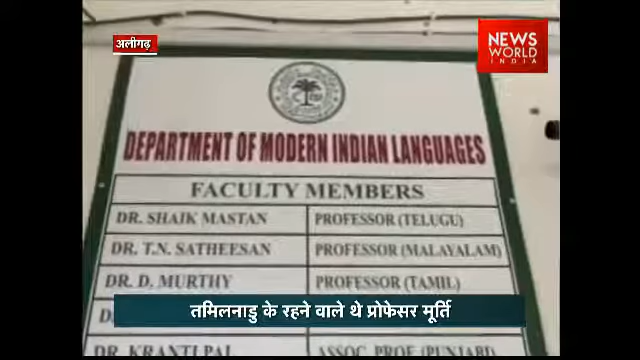 अलीगढ़
NEWS
WORLD
INDIA
DEPARTMENT OF MODERN INDIAN LANGUAGES
FACULTY MEMBERS
DR. SHAIK MASTAN PROFESSOR (TELUGU)
DR. T.N. SATHEESAN PROFESSOR (MALAYALAM)
DR. D. MURTHY PROFESSOR (TAMIL)
तमिलनाडु के रहने वाले थे प्रोफेसर मूर्ति
DR. KRANTI PAL ASSOC. PROF. (PUNJABI)